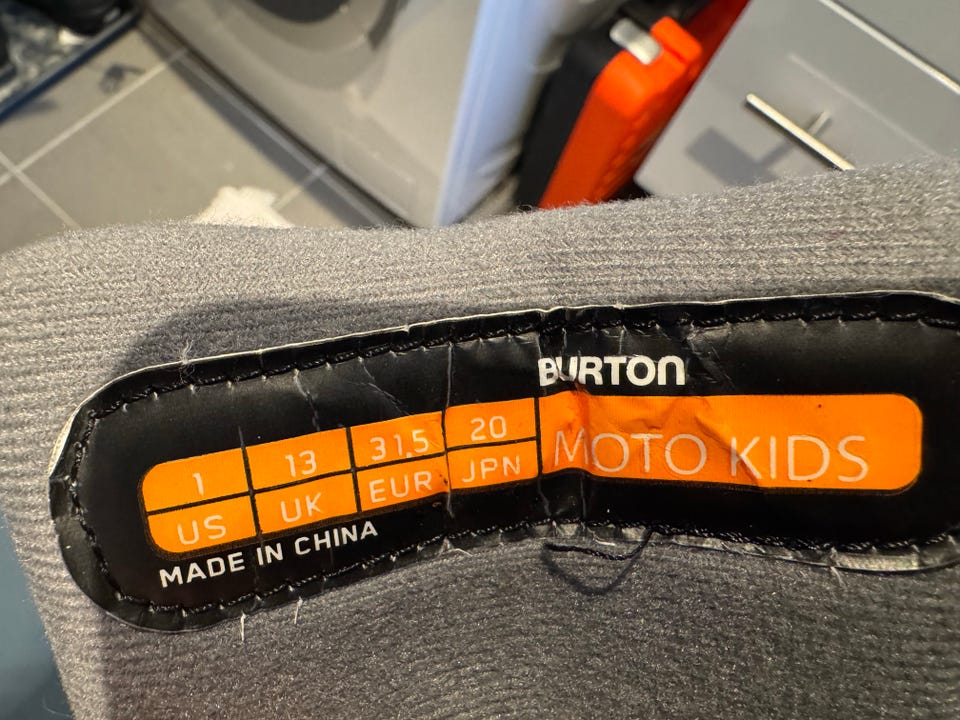 BURTON
1 13 31,5 20 MOTO KIDS
US UK EUR JPN
MADE IN CHINA